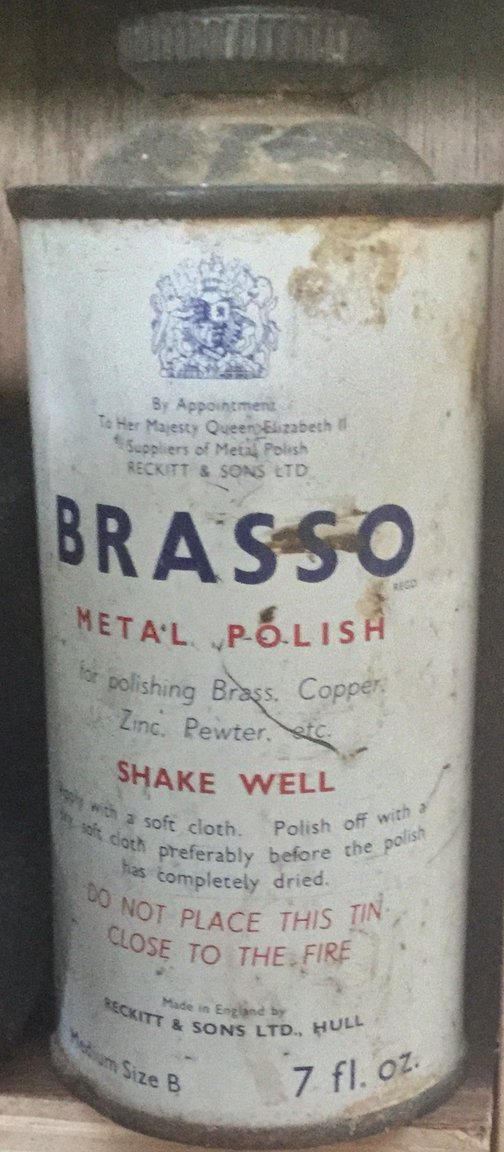 By Appointment
To Her Majesty Queen Elizabeth II
Suppliers of Metal Polish
RECKITT & SONS LTD
BRASSO
REGD
METAL POLISH
for polishing Brass, Copper,
Zinc, Pewter, etc.
SHAKE WELL
Apply with a soft cloth. Polish off with a
dry soft cloth preferably before the polish
has completely dried.
DO NOT PLACE THIS TIN
CLOSE TO THE FIRE
Made in England by
RECKITT & SONS LTD., HULL
Medium Size B
7 fl. oz.